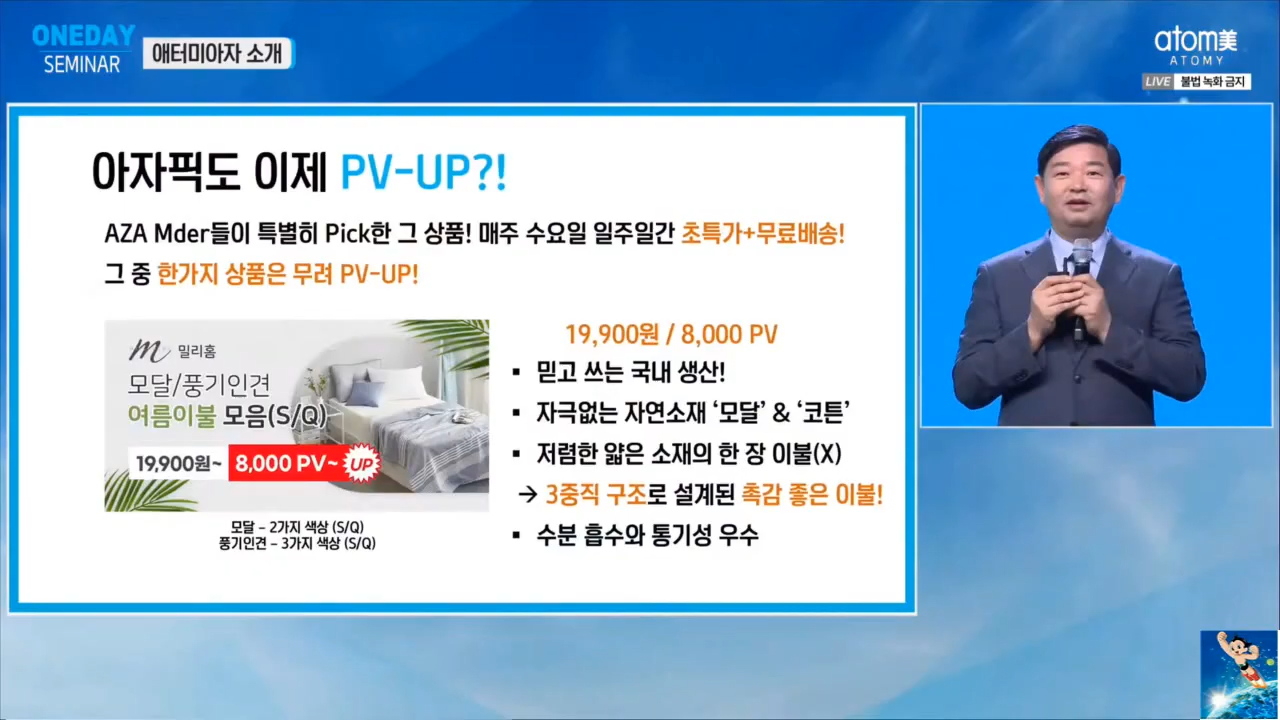 ONEDAY
SEMINAR
애터미아자 소개
atom美
ATOMY
LIVE 불법 녹화 금지
아자픽도 이제 PV-UP?!
AZA Mder들이 특별히 Pick한 그 상품! 매주 수요일 일주일간 초특가+무료배송!
그 중 한가지 상품은 무려 PV-UP!
m 밀리홈
모달/풍기인견
여름이불 모음(S/Q)
19,900원~ 8,000 PV~ UP
모달 – 2가지 색상 (S/Q)
풍기인견 – 3가지 색상 (S/Q)
19,900원 / 8,000 PV
▪ 믿고 쓰는 국내 생산!
▪ 자극없는 자연소재 ‘모달’ & ‘코튼’
▪ 저렴한 얇은 소재의 한 장 이불(X)
→ 3중직 구조로 설계된 촉감 좋은 이불!
▪ 수분 흡수와 통기성 우수